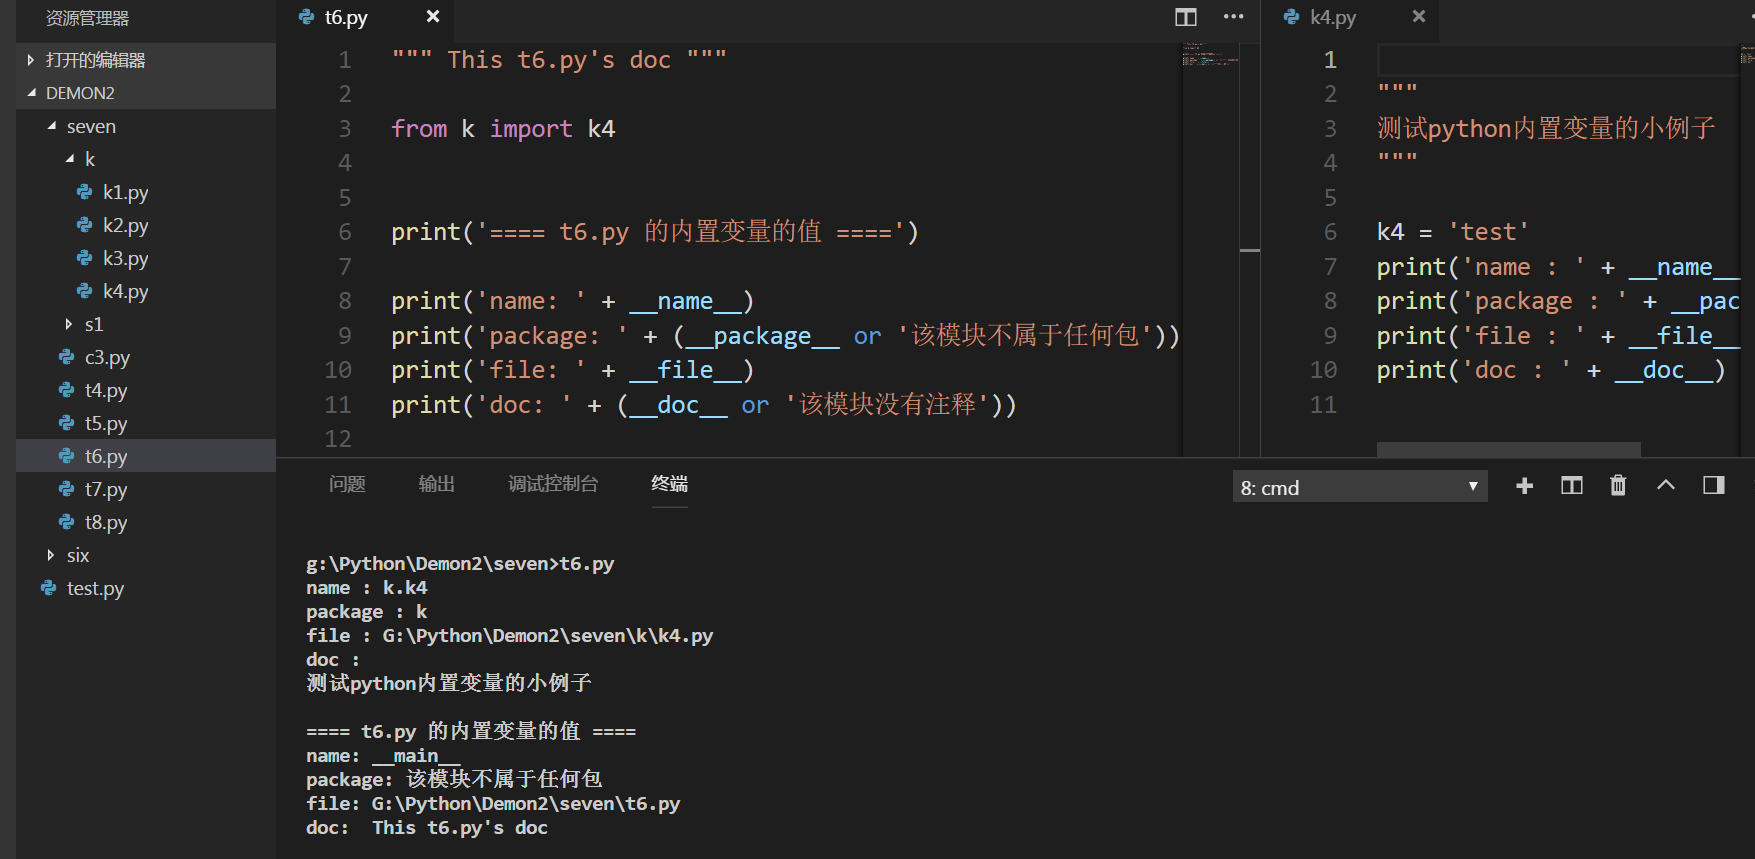 资源管理器
打开的编辑器
DEMON2
seven
k
k1.py
k2.py
k3.py
k4.py
s1
c3.py
t4.py
t5.py
t6.py
t7.py
t8.py
six
test.py
t6.py
1 """ This t6.py's doc """
2
3 from k import k4
4
5
6 print('==== t6.py 的内置变量的值 ====')
7
8 print('name: ' + __name__)
9 print('package: ' + (__package__ or '该模块不属于任何包'))
10 print('file: ' + __file__)
11 print('doc: ' + (__doc__ or '该模块没有注释'))
12
k4.py
1
2 """
3 测试python内置变量的小例子
4 """
5
6 k4 = 'test'
7 print('name : ' + __name__
8 print('package : ' + __pac
9 print('file : ' + __file__
10 print('doc : ' + __doc__)
11
问题 输出 调试控制台 终端
8: cmd
g:\Python\Demon2\seven>t6.py
name : k.k4
package : k
file : G:\Python\Demon2\seven\k\k4.py
doc :
测试python内置变量的小例子
==== t6.py 的内置变量的值 ====
name: __main__
package: 该模块不属于任何包
file: G:\Python\Demon2\seven\t6.py
doc:  This t6.py's doc